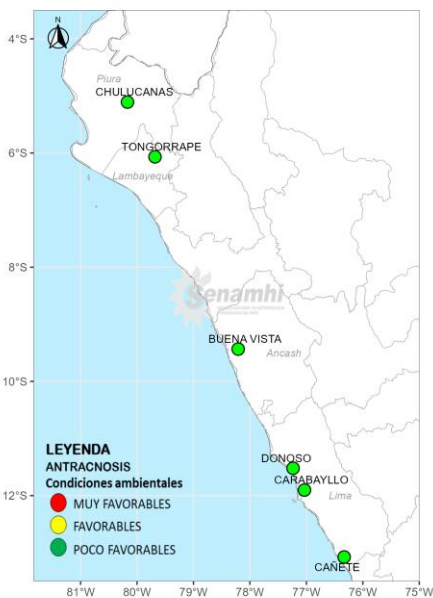 N
4°S
Piura
CHULUCANAS
6°S
TONGORRAPE
Lambayeque
8°S
Senamhi
BUENA VISTA
Ancash
10°S
DONOSO
CARABAYLLO
Lima
12°S
CAÑETE
LEYENDA
ANTRACNOSIS
Condiciones ambientales
MUY FAVORABLES
FAVORABLES
POCO FAVORABLES
81°W 80°W 79°W 78°W 77°W 76°W 75°W